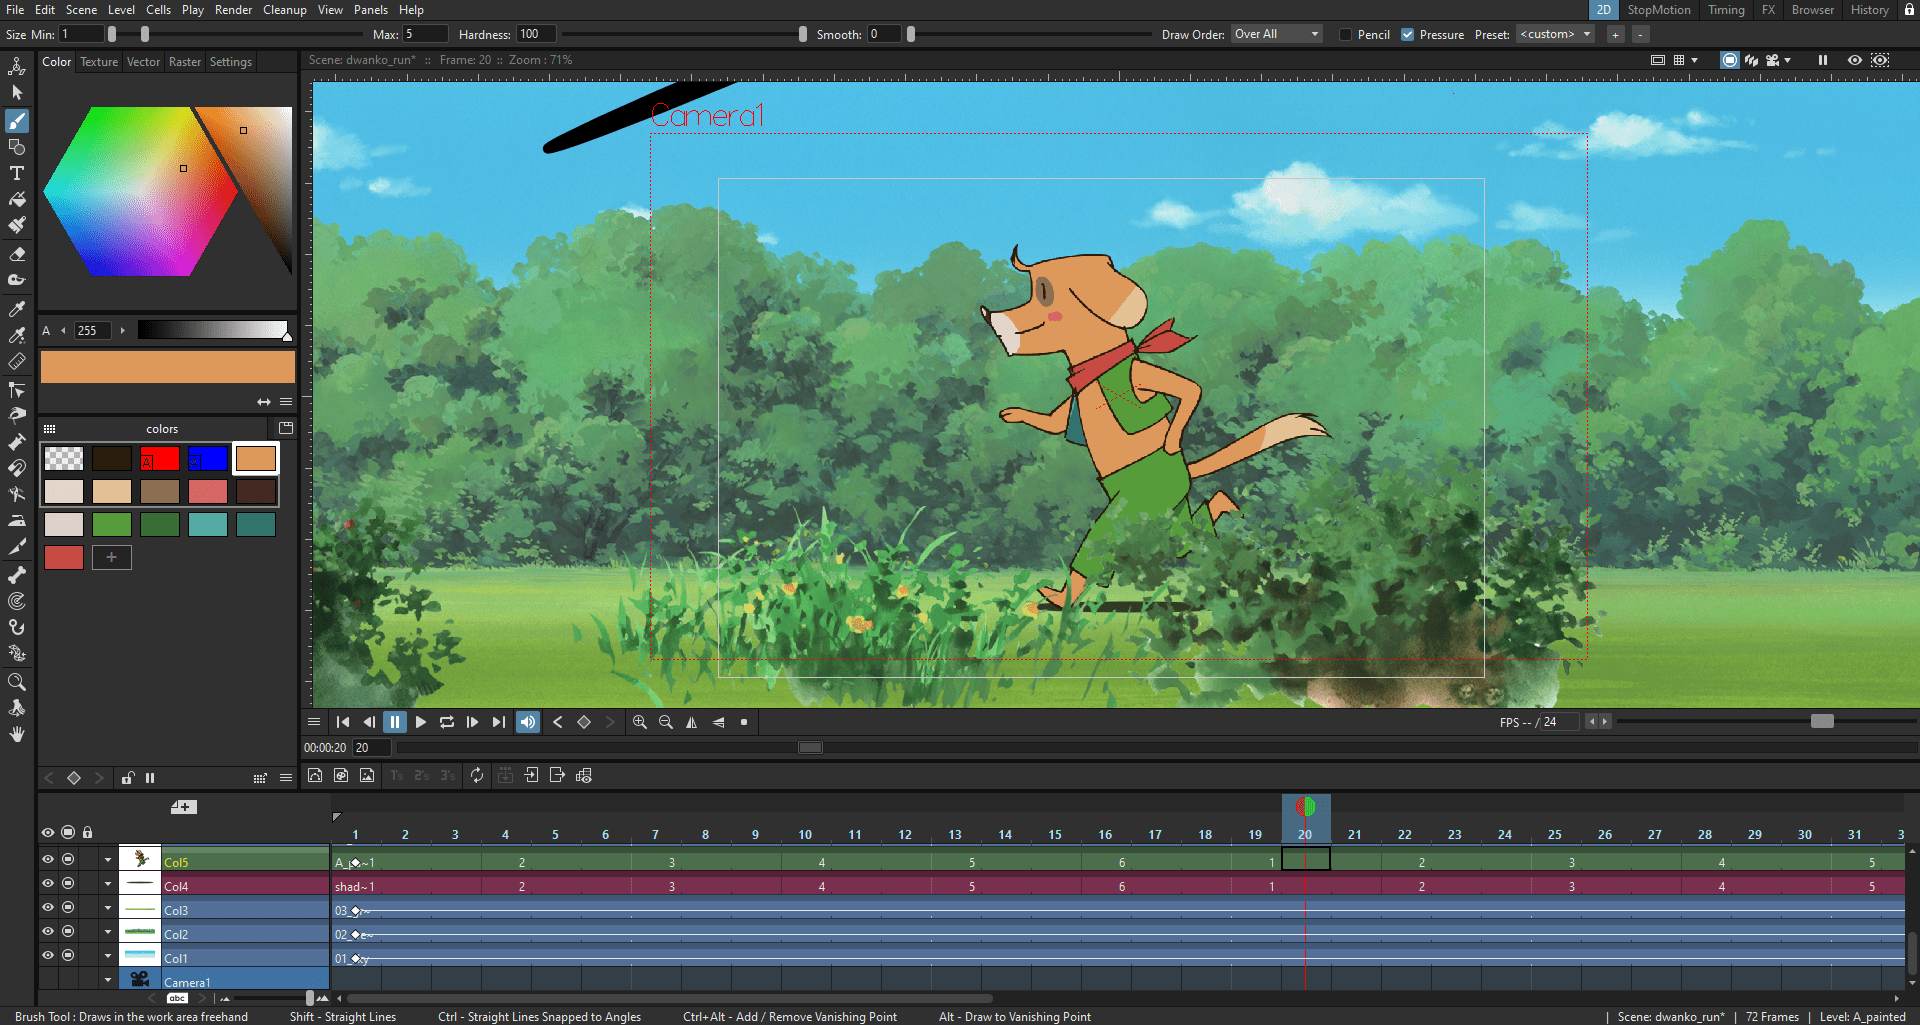 File Edit Scene Level Cells Play Render Cleanup View Panels Help 2D StopMotion Timing FX Browser History
Size Min: 1 Max: 5 Hardness: 100 Smooth: 0 Draw Order: Over All Pencil Pressure Preset: <custom> + -
Color Texture Vector Raster Settings
Scene: dwanko_run* :: Frame: 20 :: Zoom : 71%
Camera1
A 255
colors
A
+
FPS -- / 24
00:00:20 20
1's 2's 3's
1 2 3 4 5 6 7 8 9 10 11 12 13 14 15 16 17 18 19 20 21 22 23 24 25 26 27 28 29 30 31 3
Col5 A_p~1 2 3 4 5 6 1 2 3 4 5
Col4 shad~1 2 3 4 5 6 1 2 3 4 5
Col3
Col2
Col1
Camera1
abc
Brush Tool : Draws in the work area freehand Shift - Straight Lines Ctrl - Straight Lines Snapped to Angles Ctrl+Alt - Add / Remove Vanishing Point Alt - Draw to Vanishing Point | Scene: dwanko_run* | 72 Frames | Level: A_painted